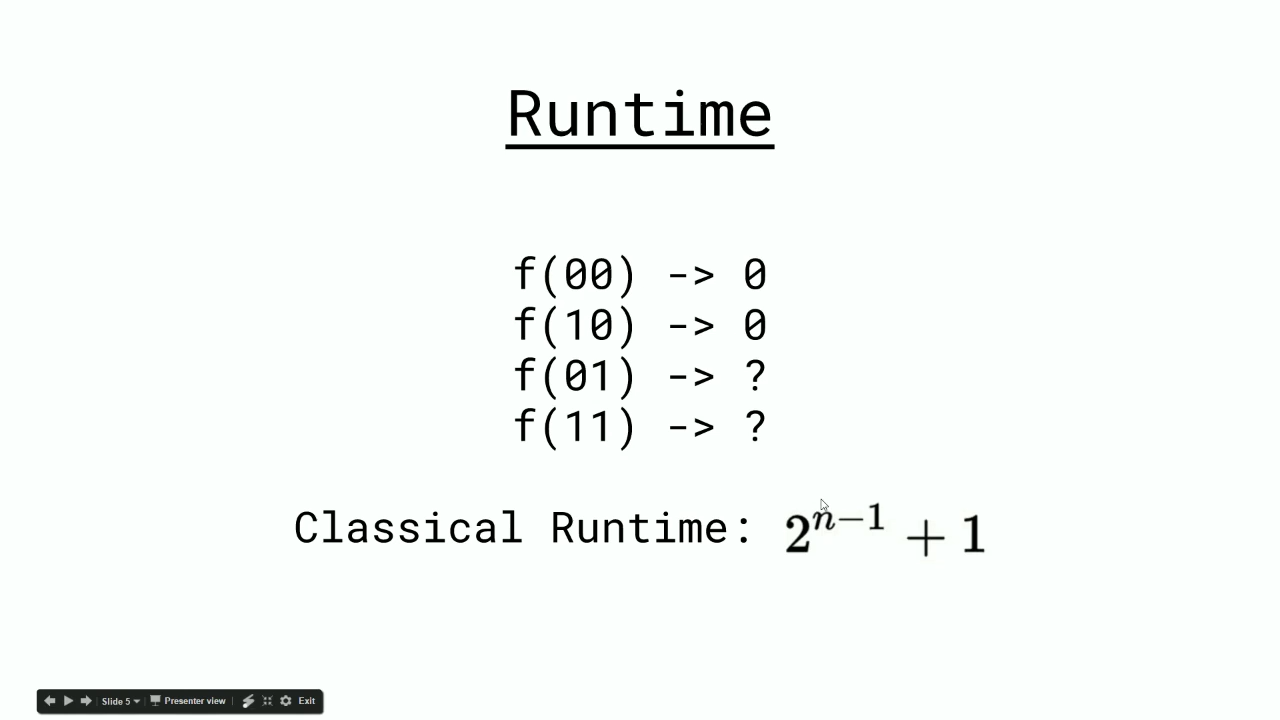 Runtime
f(00) -> 0
f(10) -> 0
f(01) -> ?
f(11) -> ?
Classical Runtime: 2^{n-1} + 1
Slide 5 Presenter view Exit